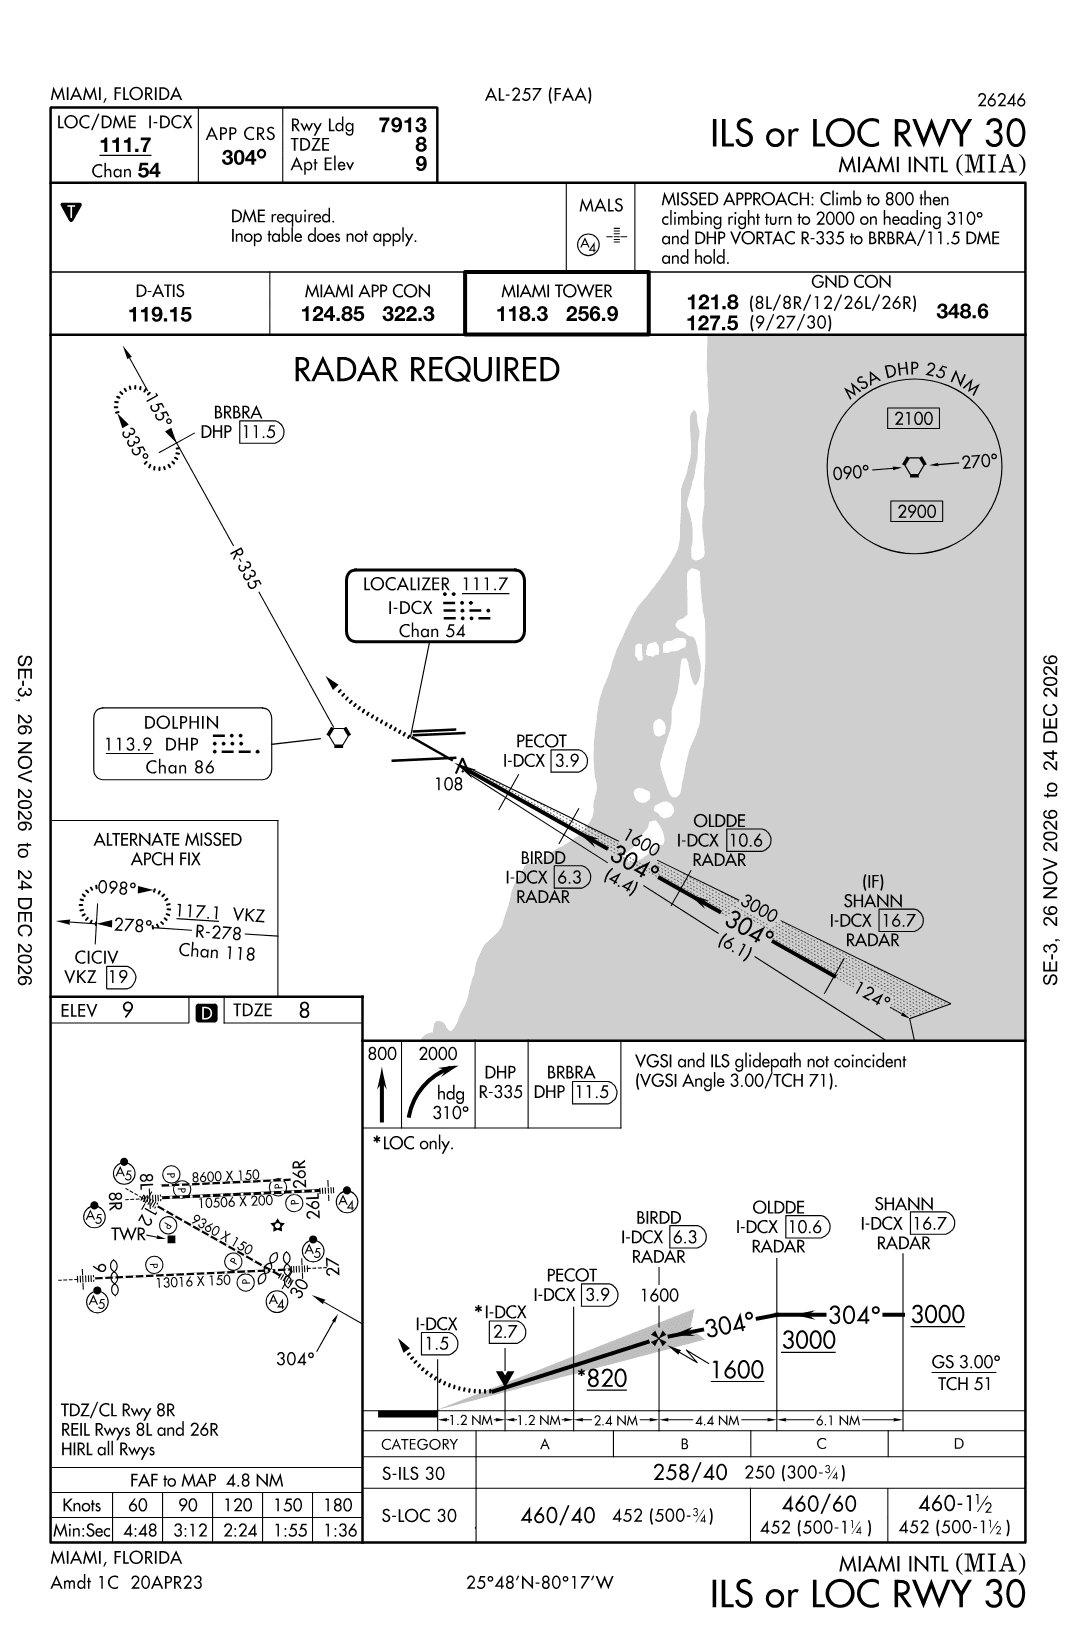 MIAMI, FLORIDA
AL-257 (FAA)
26246
LOC/DME I-DCX
111.7
Chan 54
APP CRS
304°
Rwy Ldg 7913
TDZE 8
Apt Elev 9
ILS or LOC RWY 30
MIAMI INTL (MIA)
T
DME required.
Inop table does not apply.
MALS
A4
MISSED APPROACH: Climb to 800 then
climbing right turn to 2000 on heading 310°
and DHP VORTAC R-335 to BRBRA/11.5 DME
and hold.
D-ATIS
119.15
MIAMI APP CON
124.85 322.3
MIAMI TOWER
118.3 256.9
GND CON
121.8 (8L/8R/12/26L/26R)
127.5 (9/27/30)
348.6
RADAR REQUIRED
MSA DHP 25 NM
2100
090°
270°
2900
155°
335°
BRBRA
DHP 11.5
R-335
LOCALIZER 111.7
I-DCX
Chan 54
DOLPHIN
113.9 DHP
Chan 86
PECOT
I-DCX 3.9
108
OLDDE
I-DCX 10.6
RADAR
BIRDD
I-DCX 6.3
RADAR
1600
304°
(4.4)
(IF)
SHANN
I-DCX 16.7
RADAR
3000
304°
(6.1)
124°
ALTERNATE MISSED
APCH FIX
098°
278°
117.1 VKZ
R-278
Chan 118
CICIV
VKZ 19
SE-3, 26 NOV 2026 to 24 DEC 2026
SE-3, 26 NOV 2026 to 24 DEC 2026
ELEV 9
D
TDZE 8
A5
8L
P
8600 X 150
26R
8R
P
10506 X 200
P
26L
A4
A5
12
P
9360 X 150
TWR
A5
9
P
P
27
13016 X 150
P
A5
A4
30
304°
TDZ/CL Rwy 8R
REIL Rwys 8L and 26R
HIRL all Rwys
FAF to MAP 4.8 NM
Knots 60 90 120 150 180
Min:Sec 4:48 3:12 2:24 1:55 1:36
800
2000
hdg
310°
DHP
R-335
BRBRA
DHP 11.5
VGSI and ILS glidepath not coincident
(VGSI Angle 3.00/TCH 71).
*LOC only.
SHANN
I-DCX 16.7
RADAR
OLDDE
I-DCX 10.6
RADAR
BIRDD
I-DCX 6.3
RADAR
PECOT
I-DCX 3.9
*I-DCX
2.7
I-DCX
1.5
1600
304°
304°
3000
3000
*820
1600
GS 3.00°
TCH 51
1.2 NM 1.2 NM 2.4 NM 4.4 NM 6.1 NM
CATEGORY A B C D
S-ILS 30 258/40 250 (300-¾)
S-LOC 30 460/40 452 (500-¾) 460/60 452 (500-1¼) 460-1½ 452 (500-1½)
MIAMI, FLORIDA
Amdt 1C 20APR23
25°48'N-80°17'W
MIAMI INTL (MIA)
ILS or LOC RWY 30